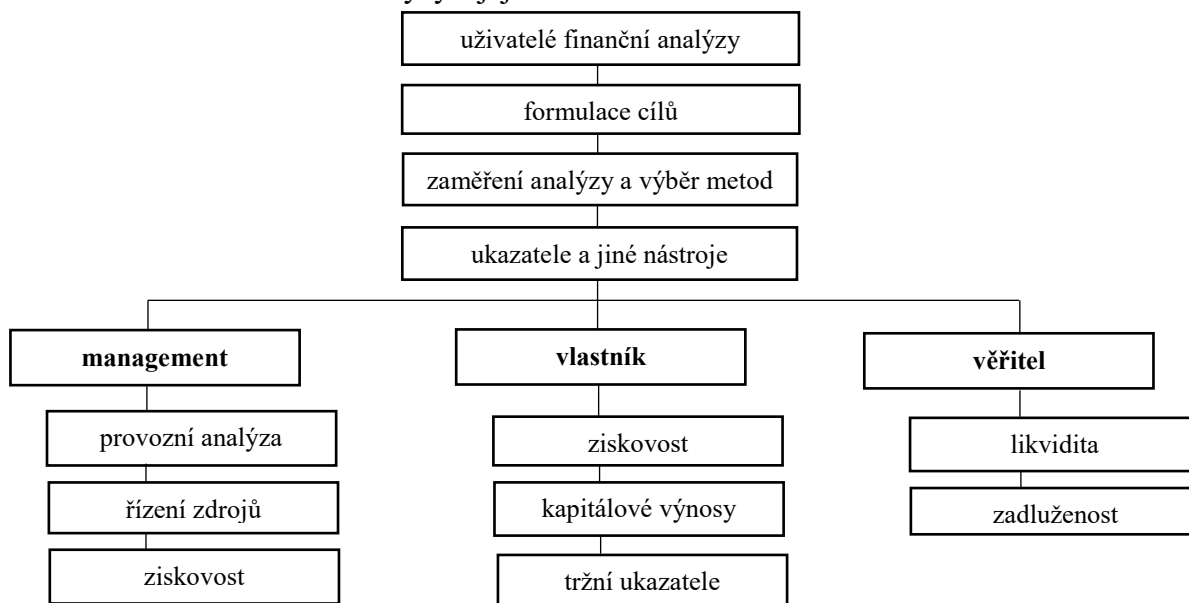 uživatelé finanční analýzy
formulace cílů
zaměření analýzy a výběr metod
ukazatele a jiné nástroje
management
vlastník
věřitel
provozní analýza
ziskovost
likvidita
řízení zdrojů
kapitálové výnosy
zadluženost
ziskovost
tržní ukazatele